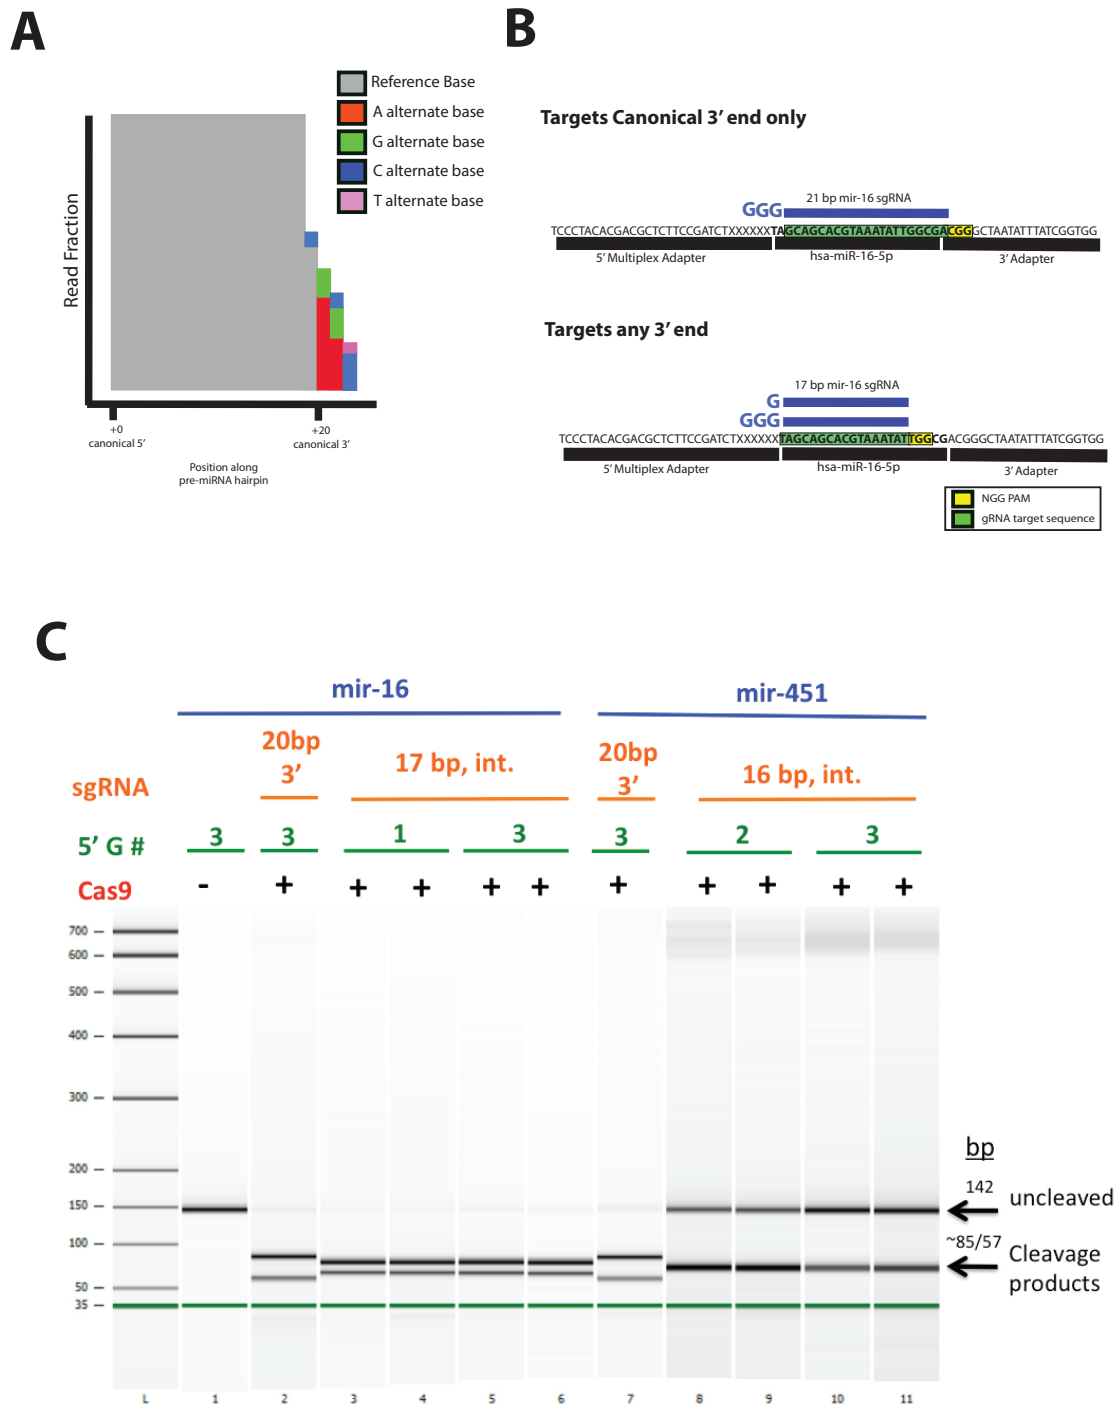 A
B
Reference Base
A alternate base
G alternate base
C alternate base
T alternate base
Read Fraction
+0
canonical 5’
+20
canonical 3’
Position along
pre-miRNA hairpin
Targets Canonical 3’ end only
21 bp mir-16 sgRNA
GGG
TCCCTACACGACGCTCTTCCGATCTXXXXXXTAGCAGCACGTAAATATTGGCGACGGGCTAATATTTATCGGTGG
5’ Multiplex Adapter
hsa-miR-16-5p
3’ Adapter
Targets any 3’ end
17 bp mir-16 sgRNA
G
GGG
TCCCTACACGACGCTCTTCCGATCTXXXXXXTAGCAGCACGTAAATATTGGCGACGGGCTAATATTTATCGGTGG
5’ Multiplex Adapter
hsa-miR-16-5p
3’ Adapter
NGG PAM
gRNA target sequence
C
mir-16 mir-451
sgRNA 20bp 3’ 17 bp, int. 20bp 3’ 16 bp, int.
5’ G # 3 3 1 3 3 2 3
Cas9 - + + + + + + + + + +
700
600
500
400
300
200
150
100
50
35
bp
142 uncleaved
~85/57 Cleavage
products
L 1 2 3 4 5 6 7 8 9 10 11